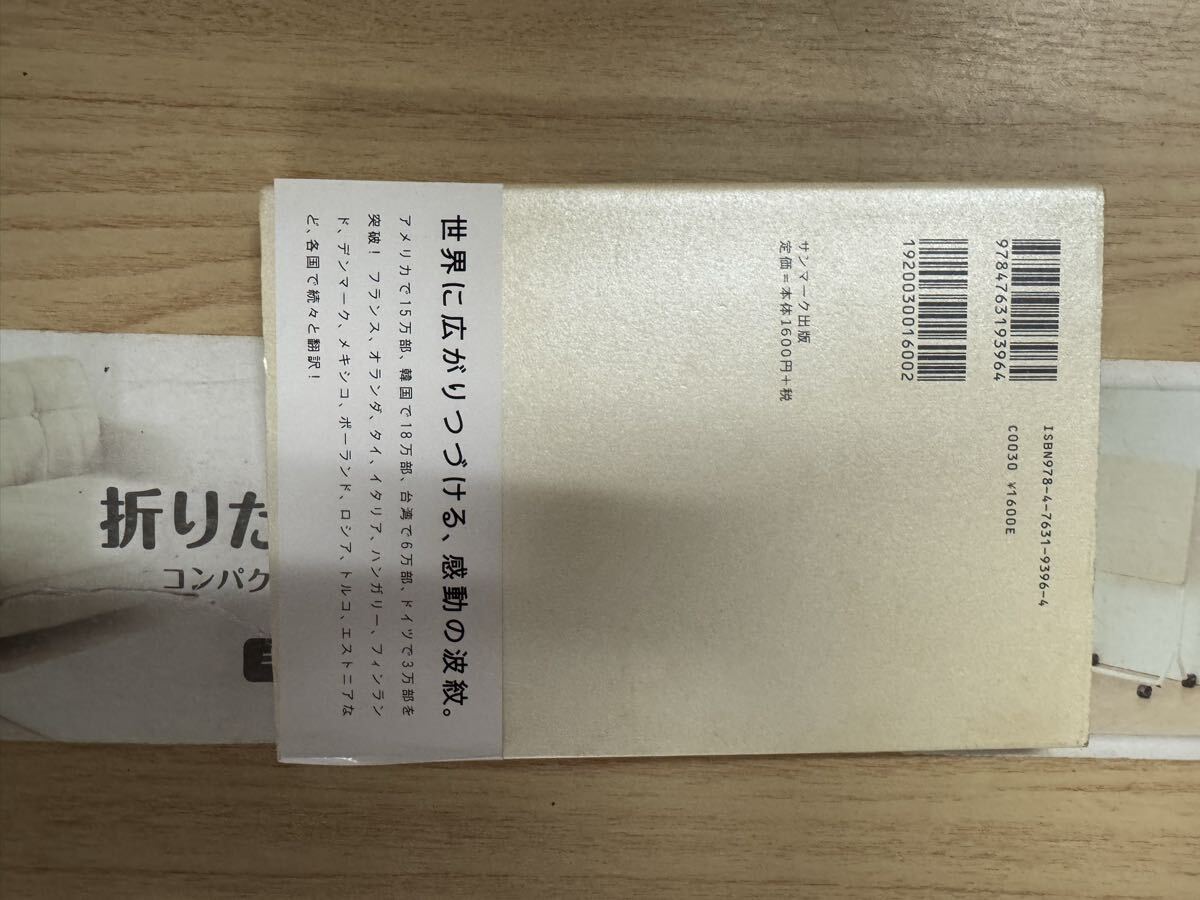 9784763193964
1920030016002
ISBN978-4-7631-9396-4
C0030 ¥1600E
サンマーク出版
定価＝本体1600円＋税
世界に広がりつづける、感動の波紋。
アメリカで15万部、韓国で18万部、台湾で6万部、ドイツで3万部を
突破！ フランス、オランダ、タイ、イタリア、ハンガリー、フィンラン
ド、デンマーク、メキシコ、ポーランド、ロシア、トルコ、エストニアな
ど、各国で続々と翻訳！
折りた
コンパク